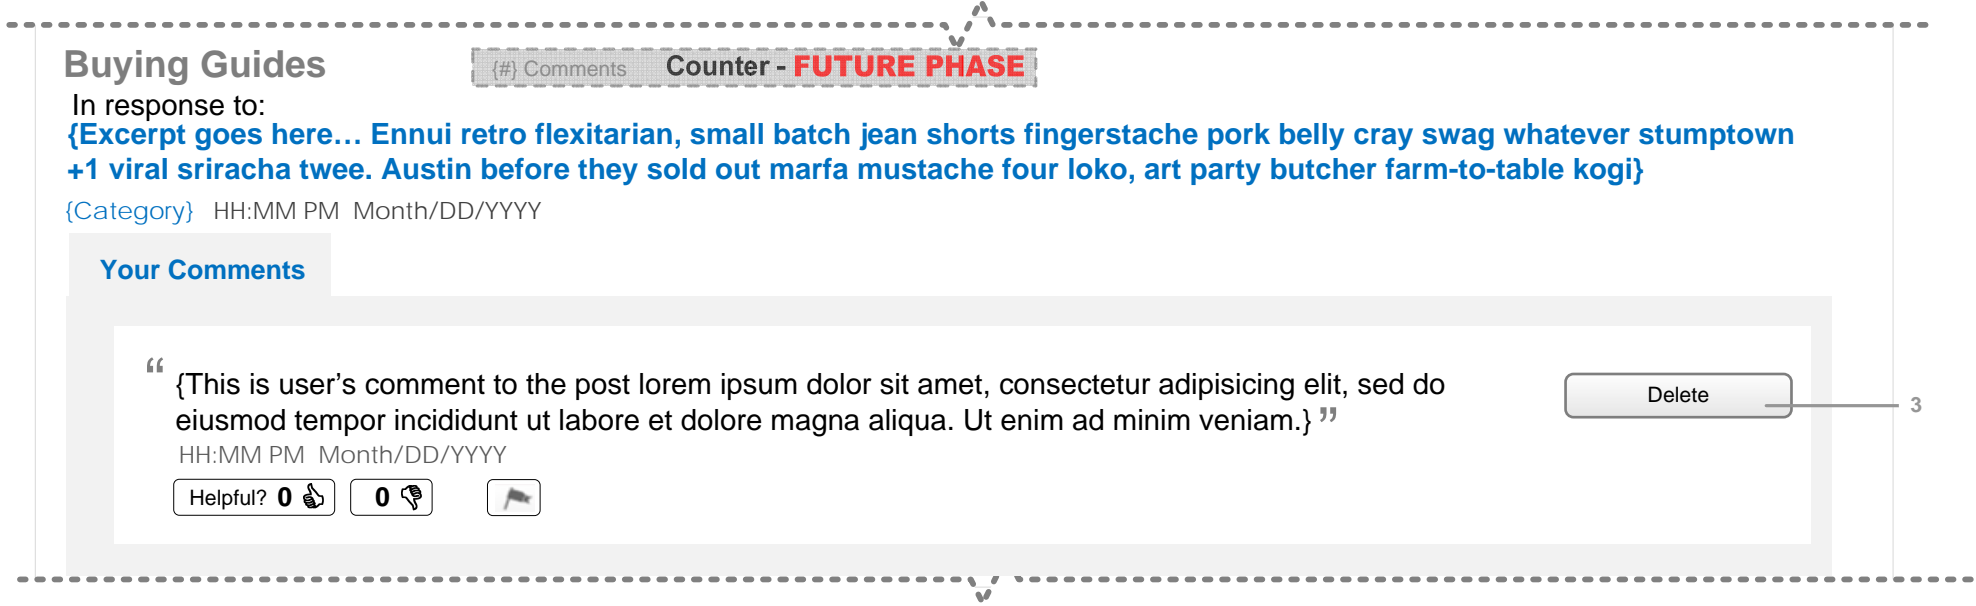 Buying Guides
{#} Comments Counter - FUTURE PHASE
In response to:
{Excerpt goes here… Ennui retro flexitarian, small batch jean shorts fingerstache pork belly cray swag whatever stumptown
+1 viral sriracha twee. Austin before they sold out marfa mustache four loko, art party butcher farm-to-table kogi}
{Category} HH:MM PM Month/DD/YYYY
Your Comments
“ {This is user’s comment to the post lorem ipsum dolor sit amet, consectetur adipisicing elit, sed do
eiusmod tempor incididunt ut labore et dolore magna aliqua. Ut enim ad minim veniam.} ”
Delete
3
HH:MM PM Month/DD/YYYY
Helpful? 0 0